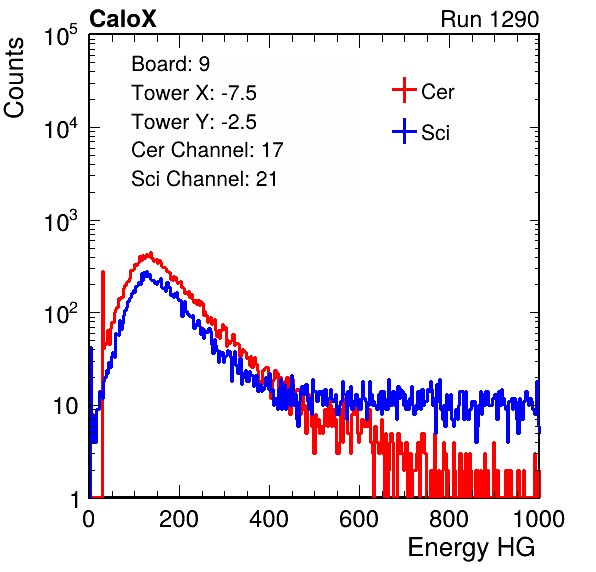 CaloX Run 1290
Counts
10^5
10^4
10^3
10^2
10
1
Board: 9
Tower X: -7.5
Tower Y: -2.5
Cer Channel: 17
Sci Channel: 21
Cer
Sci
0 200 400 600 800 1000
Energy HG